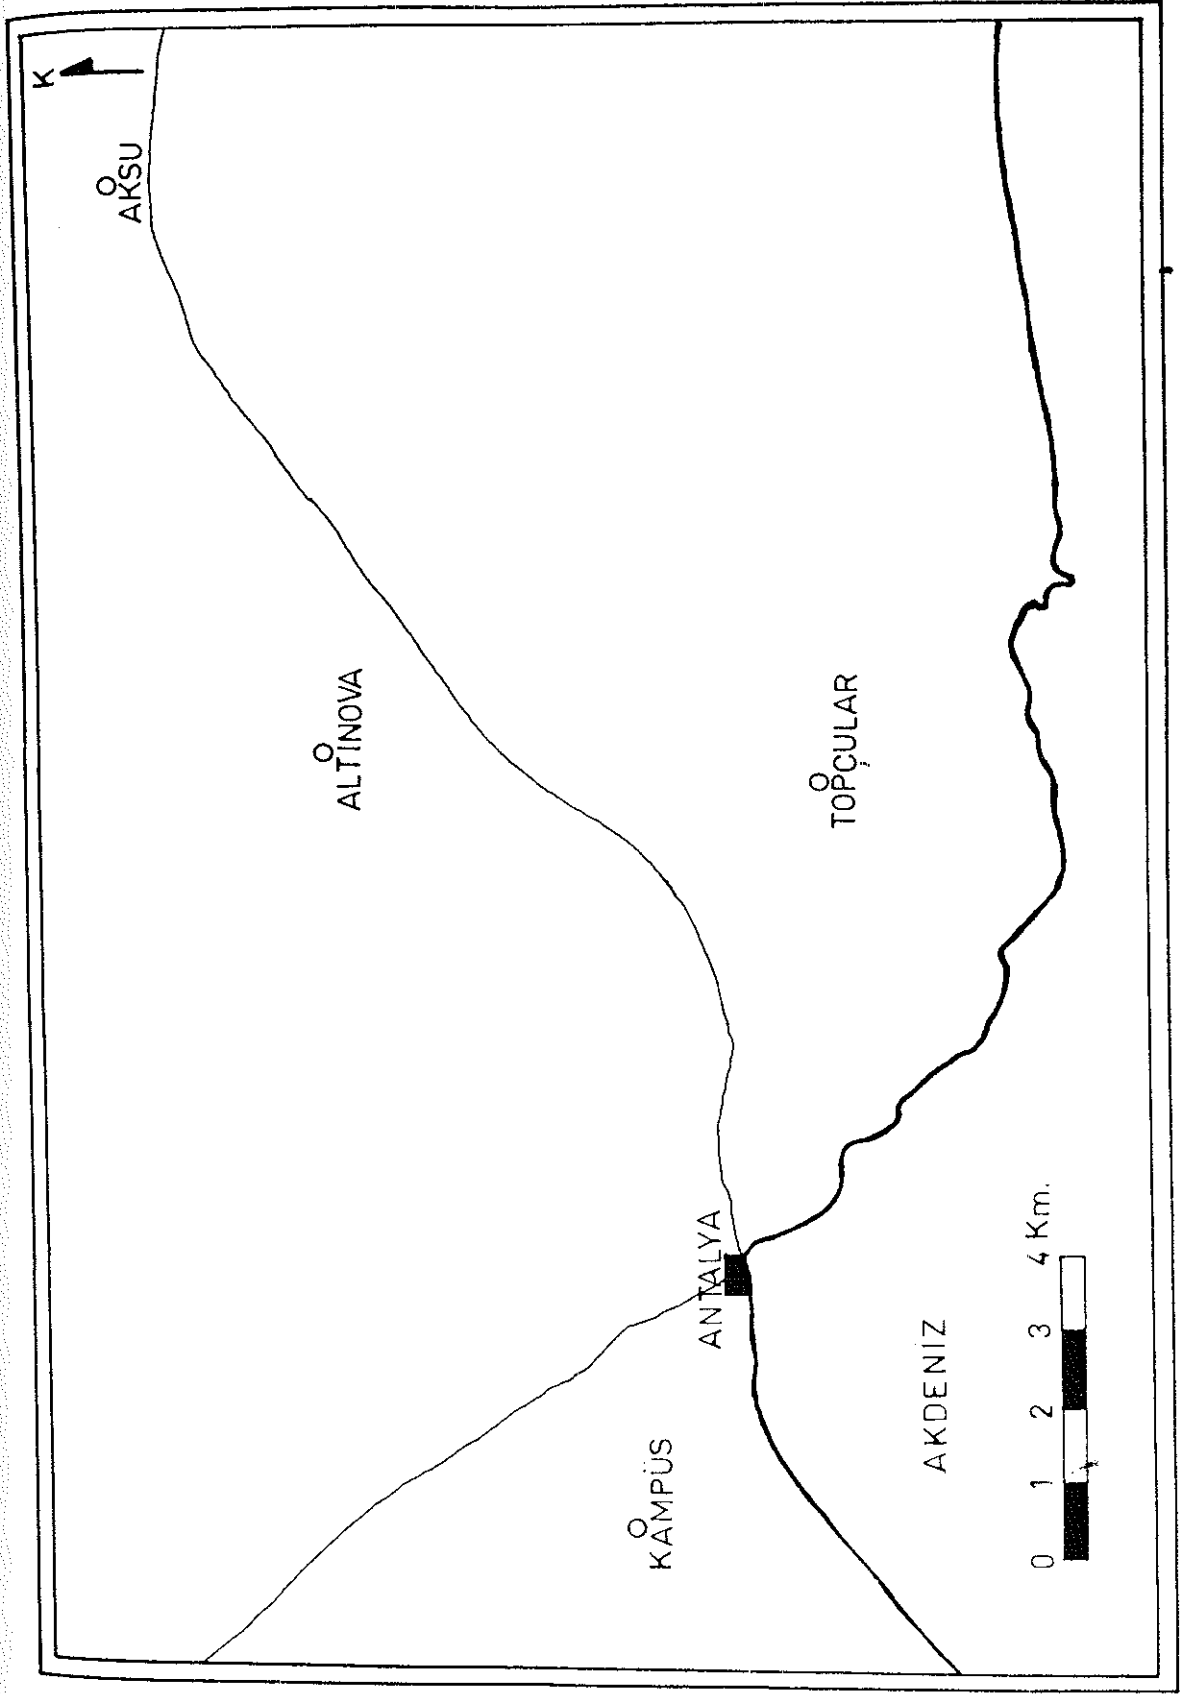 K
AKSU
ALTINOVA
TOPÇULAR
ANTALYA
KAMPÜS
AKDENİZ
0 1 2 3 4 Km.